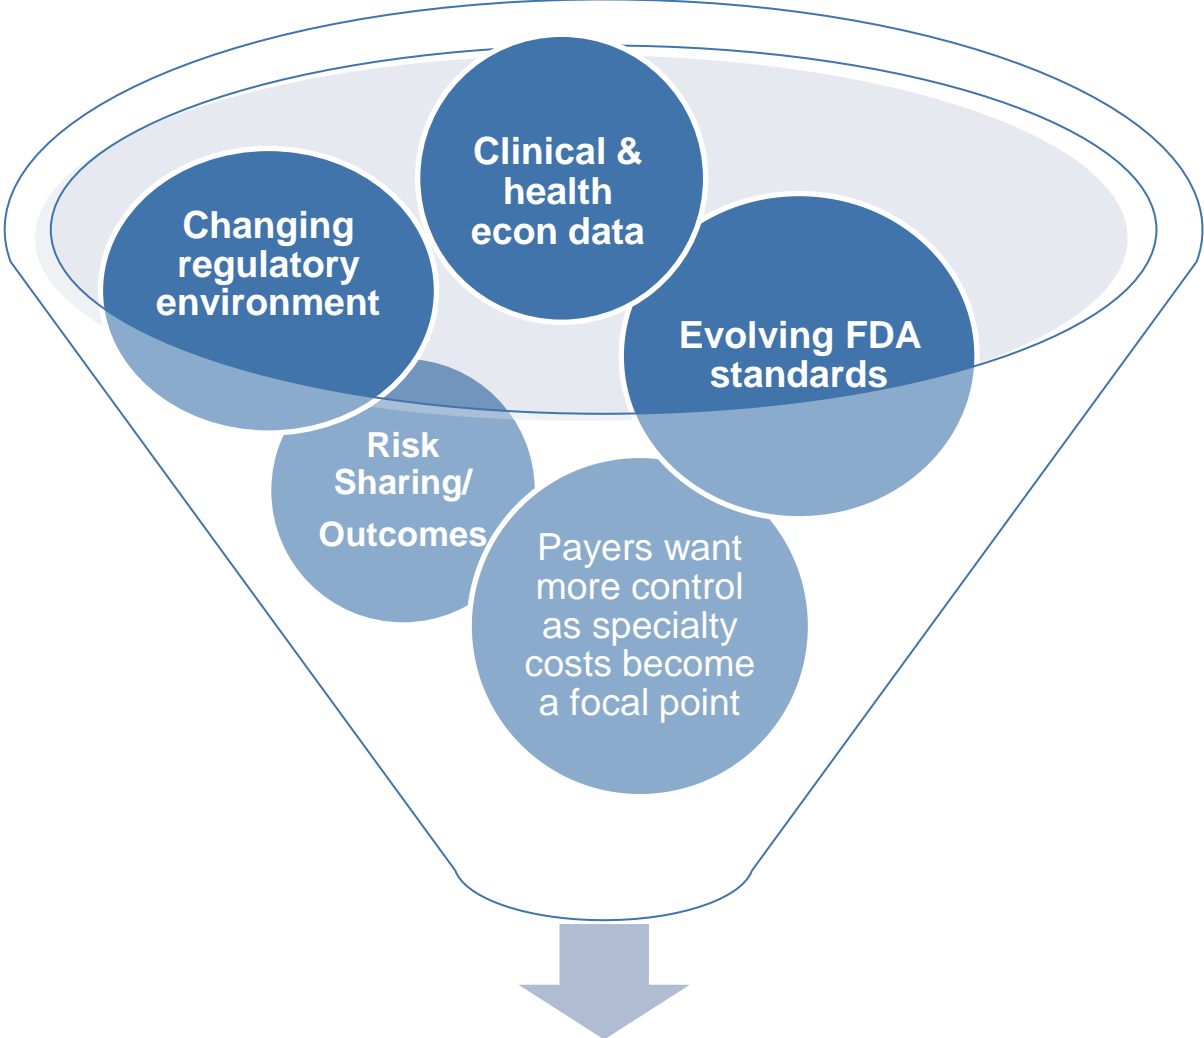 Clinical &
health
econ data
Changing
regulatory
environment
Evolving FDA
standards
Risk
Sharing/
Outcomes
Payers want
more control
as specialty
costs become
a focal point